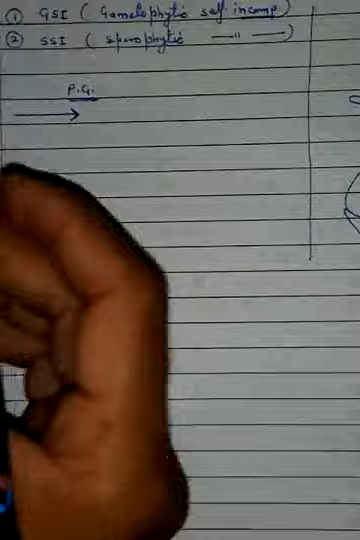 ① GSI ( Gametophytic self incomp)
② SSI ( sporophytic —〃— )
P.G.